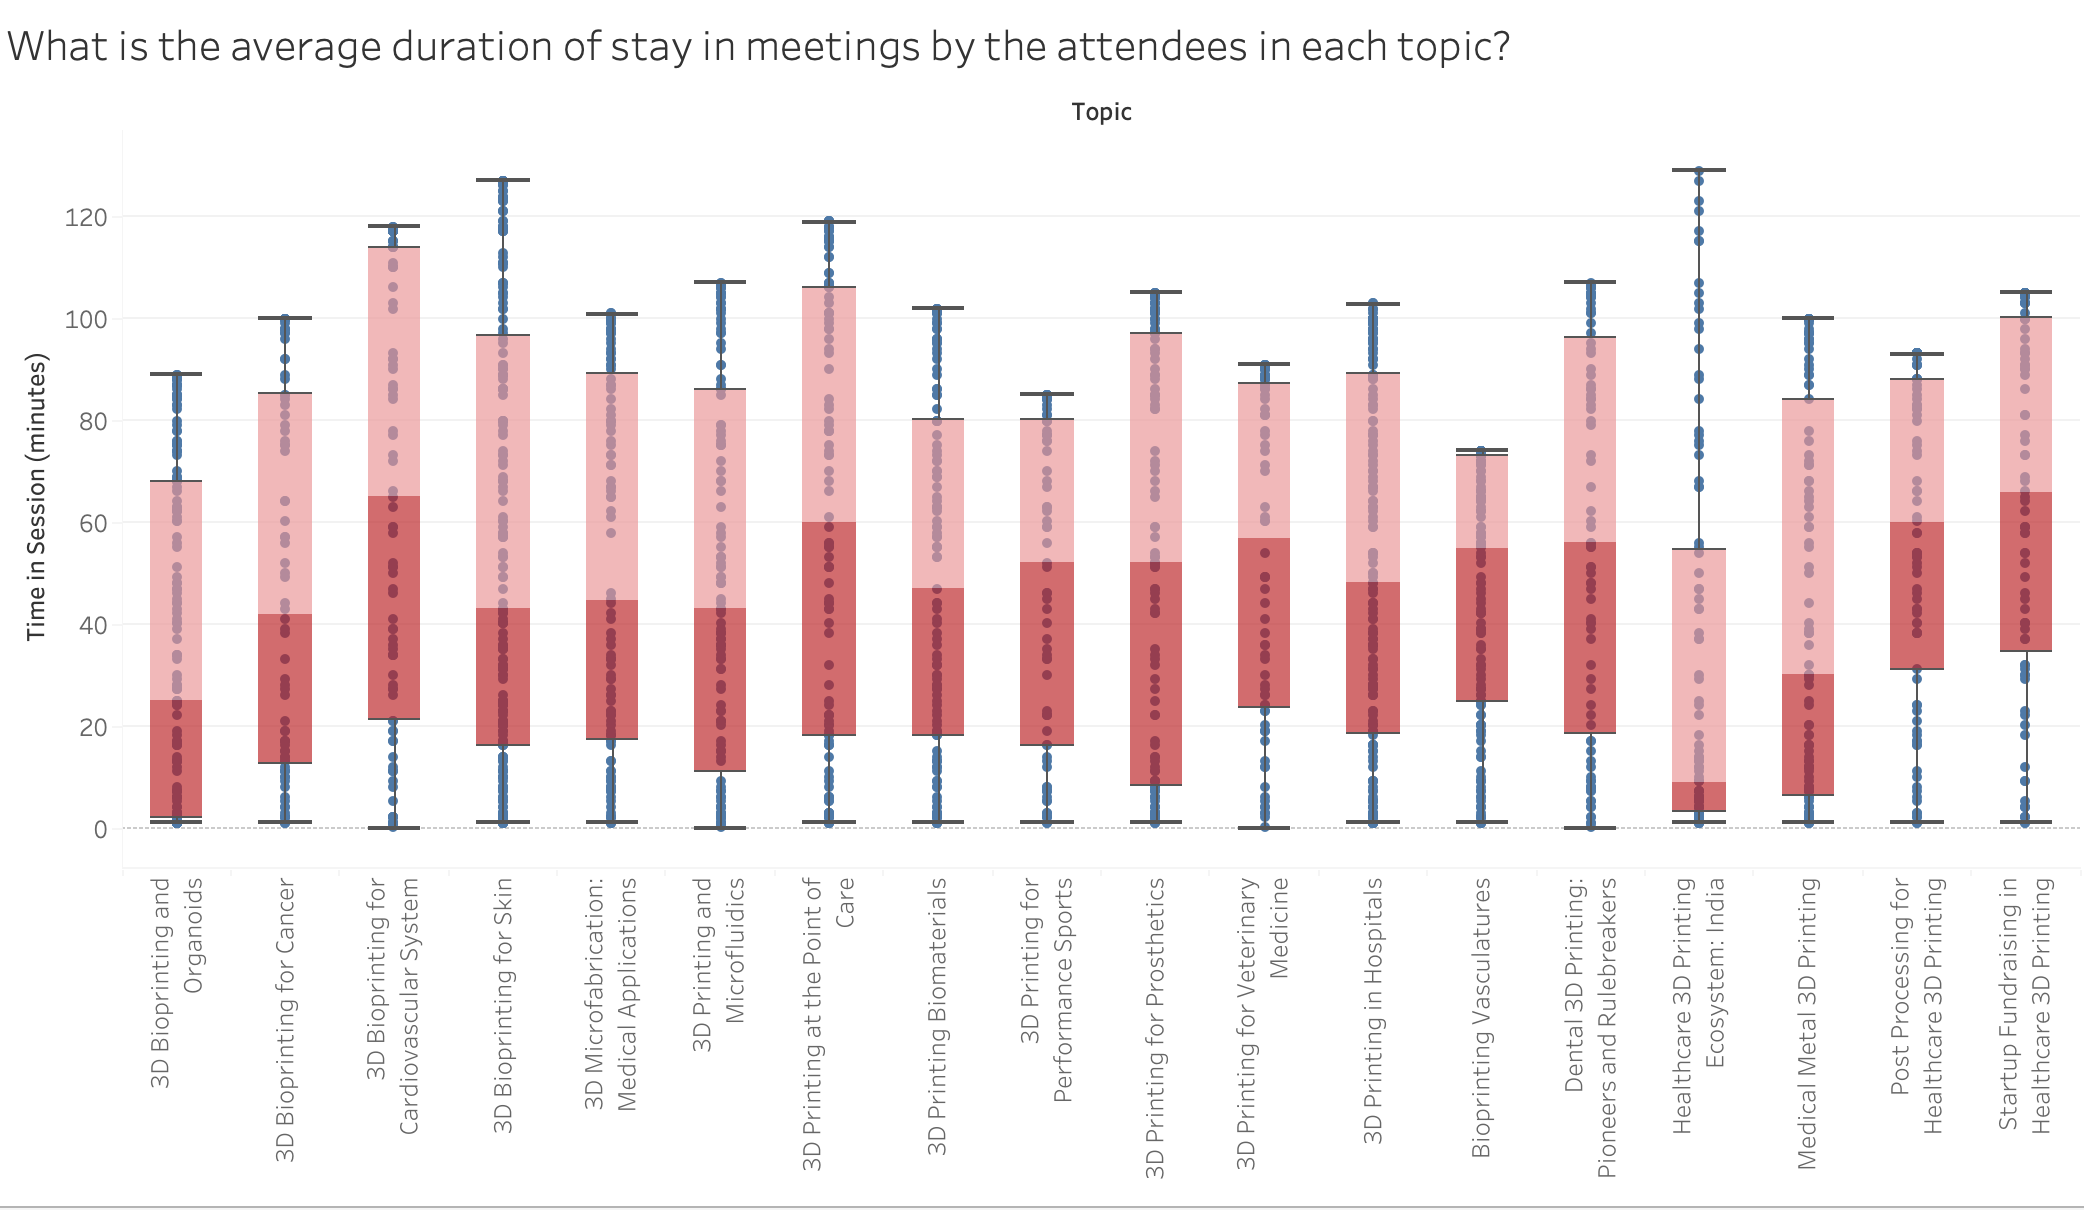 What is the average duration of stay in meetings by the attendees in each topic?
Topic
Time in Session (minutes)
120
100
80
60
40
20
0
3D Bioprinting and
Organoids
3D Bioprinting for Cancer
3D Bioprinting for
Cardiovascular System
3D Bioprinting for Skin
3D Microfabrication:
Medical Applications
3D Printing and
Microfluidics
3D Printing at the Point of
Care
3D Printing Biomaterials
3D Printing for
Performance Sports
3D Printing for Prosthetics
3D Printing for Veterinary
Medicine
3D Printing in Hospitals
Bioprinting Vasculatures
Dental 3D Printing:
Pioneers and Rulebreakers
Healthcare 3D Printing
Ecosystem: India
Medical Metal 3D Printing
Post Processing for
Healthcare 3D Printing
Startup Fundraising in
Healthcare 3D Printing